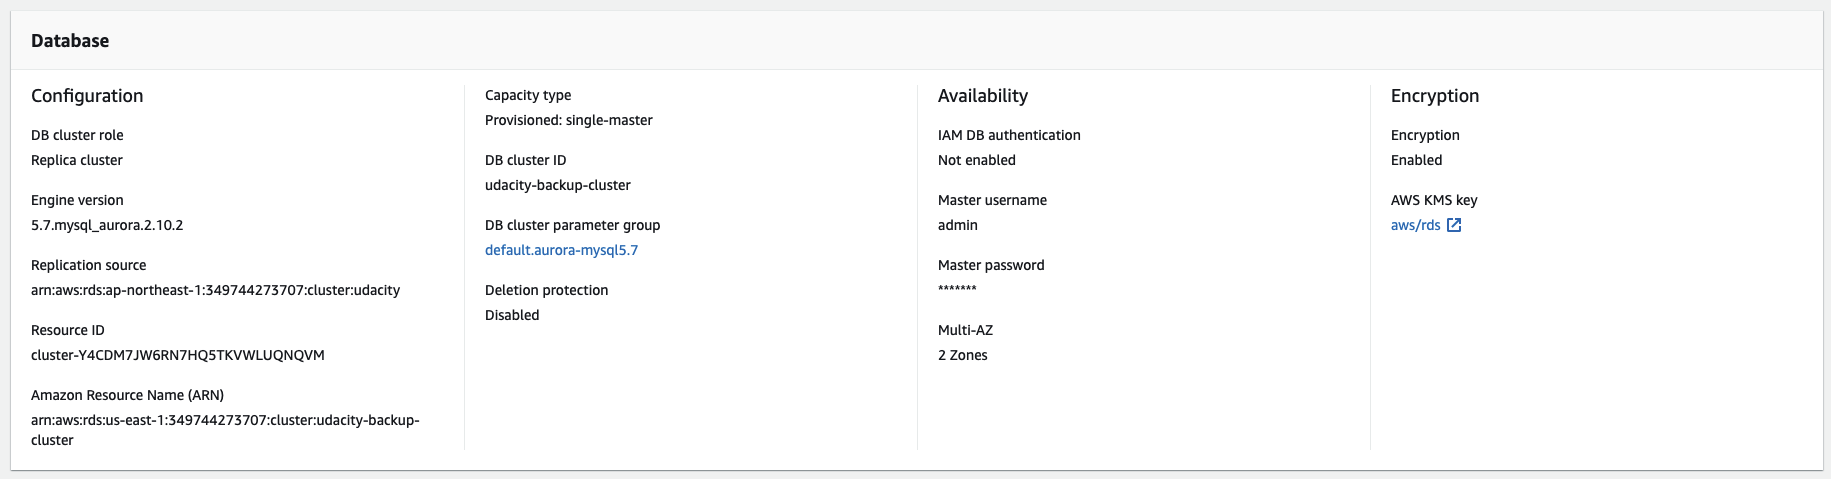 Database
Configuration
DB cluster role
Replica cluster
Engine version
5.7.mysql_aurora.2.10.2
Replication source
arn:aws:rds:ap-northeast-1:349744273707:cluster:udacity
Resource ID
cluster-Y4CDM7JW6RN7HQ5TKVWLUQNQVM
Amazon Resource Name (ARN)
arn:aws:rds:us-east-1:349744273707:cluster:udacity-backup-
cluster
Capacity type
Provisioned: single-master
DB cluster ID
udacity-backup-cluster
DB cluster parameter group
default.aurora-mysql5.7
Deletion protection
Disabled
Availability
IAM DB authentication
Not enabled
Master username
admin
Master password
*******
Multi-AZ
2 Zones
Encryption
Encryption
Enabled
AWS KMS key
aws/rds